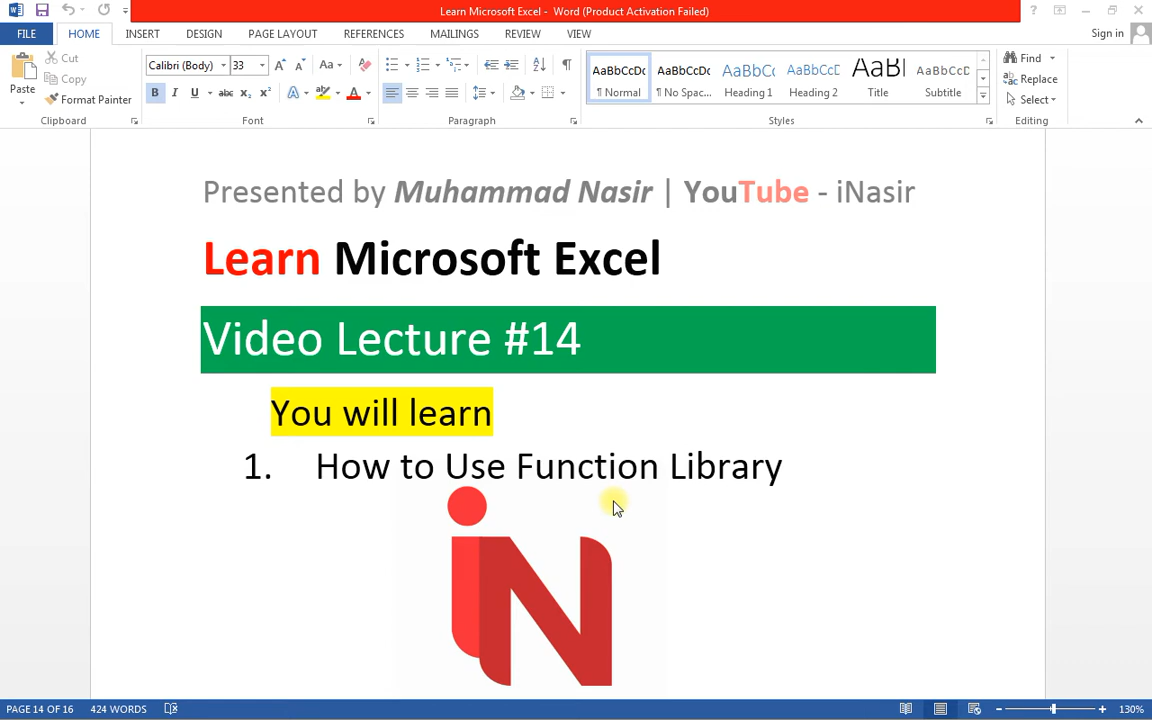 Learn Microsoft Excel - Word (Product Activation Failed)
FILE HOME INSERT DESIGN PAGE LAYOUT REFERENCES MAILINGS REVIEW VIEW Sign in
Paste
Cut
Copy
Format Painter
Clipboard
Calibri (Body) 33
Font
Paragraph
AaBbCcDc AaBbCcDc AaBbCc AaBbCcD AaBl AaBbCcD
¶ Normal ¶ No Spac... Heading 1 Heading 2 Title Subtitle
Styles
Find
Replace
Select
Editing
Presented by Muhammad Nasir | YouTube - iNasir
Learn Microsoft Excel
Video Lecture #14
You will learn
1. How to Use Function Library
iN
PAGE 14 OF 16 424 WORDS 130%